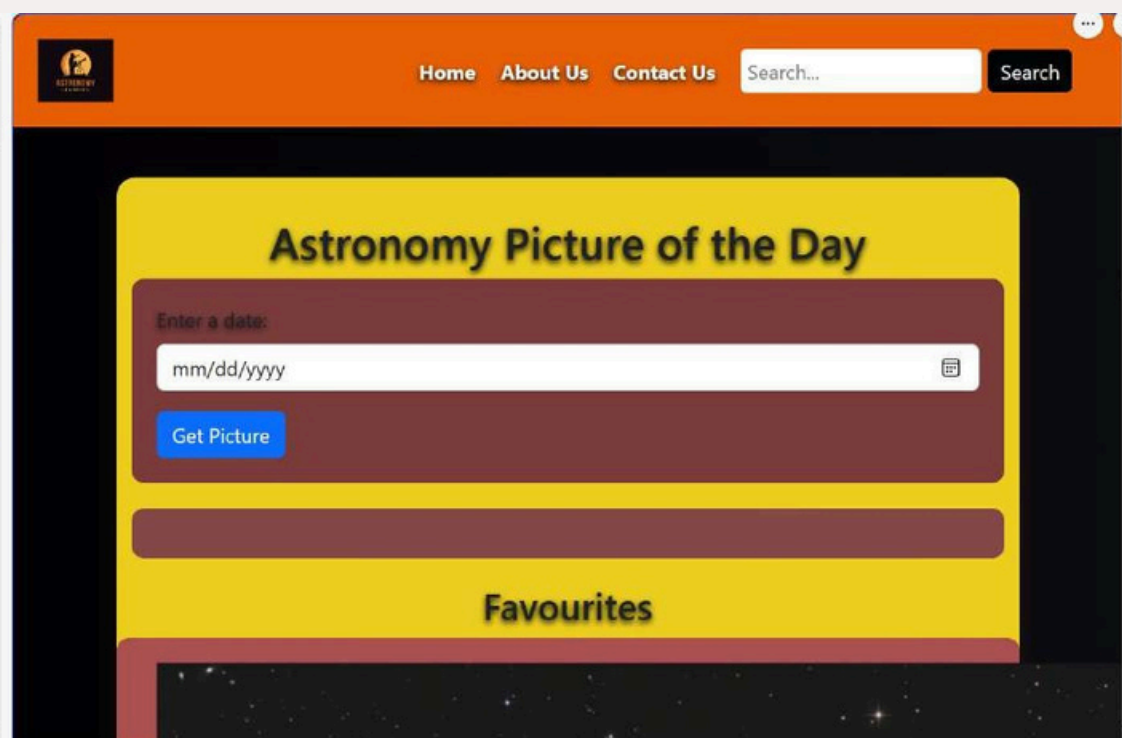 ASTRONOMY
Home About Us Contact Us Search... Search
Astronomy Picture of the Day
Enter a date:
mm/dd/yyyy
Get Picture
Favourites